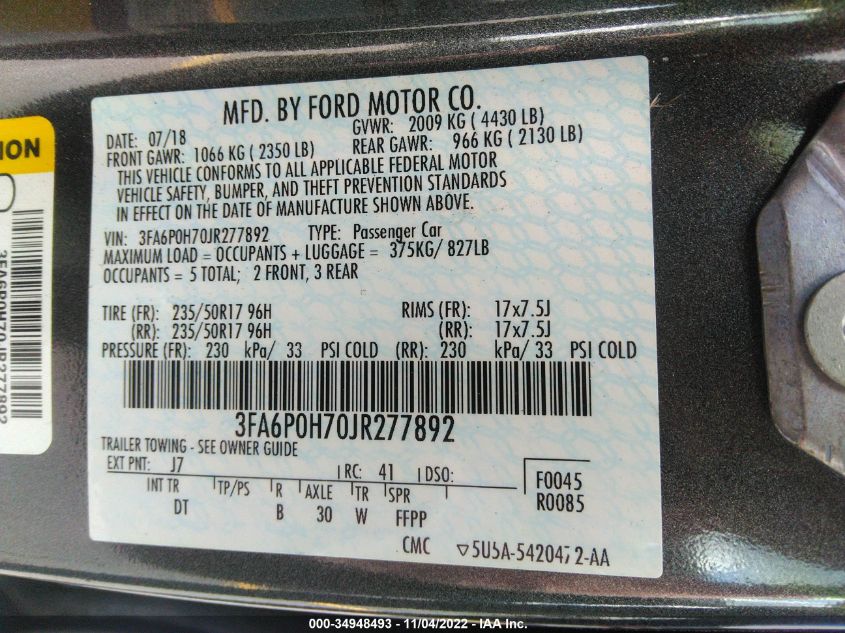 MFD. BY FORD MOTOR CO.
DATE: 07/18 GVWR: 2009 KG ( 4430 LB)
FRONT GAWR: 1066 KG ( 2350 LB) REAR GAWR: 966 KG ( 2130 LB)
THIS VEHICLE CONFORMS TO ALL APPLICABLE FEDERAL MOTOR
VEHICLE SAFETY, BUMPER, AND THEFT PREVENTION STANDARDS
IN EFFECT ON THE DATE OF MANUFACTURE SHOWN ABOVE.
VIN: 3FA6P0H70JR277892 TYPE: Passenger Car
MAXIMUM LOAD = OCCUPANTS + LUGGAGE = 375KG/ 827LB
OCCUPANTS = 5 TOTAL; 2 FRONT, 3 REAR
TIRE (FR): 235/50R17 96H RIMS (FR): 17x7.5J
(RR): 235/50R17 96H (RR): 17x7.5J
PRESSURE (FR): 230 kPa/ 33 PSI COLD (RR): 230 kPa/ 33 PSI COLD
3FA6P0H70JR277892
TRAILER TOWING - SEE OWNER GUIDE
EXT PNT: J7 RC: 41 DSO: F0045
INT TR TP/PS R AXLE TR SPR R0085
DT B 30 W FFPP
CMC ▽5U5A-5420472-AA
ION
3FA6P0H70JR277892
000-34948493 - 11/04/2022 - IAA Inc.